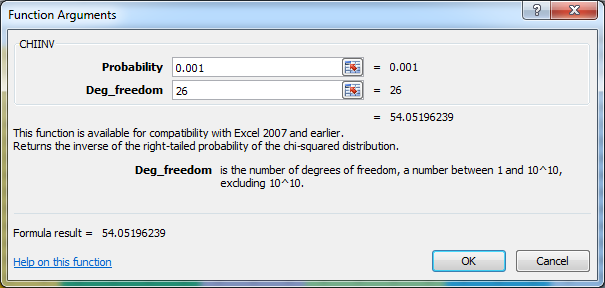 Function Arguments
CHIINV
Probability 0.001 = 0.001
Deg_freedom 26 = 26
= 54.05196239
This function is available for compatibility with Excel 2007 and earlier.
Returns the inverse of the right-tailed probability of the chi-squared distribution.
Deg_freedom is the number of degrees of freedom, a number between 1 and 10^10,
excluding 10^10.
Formula result = 54.05196239
Help on this function
OK
Cancel